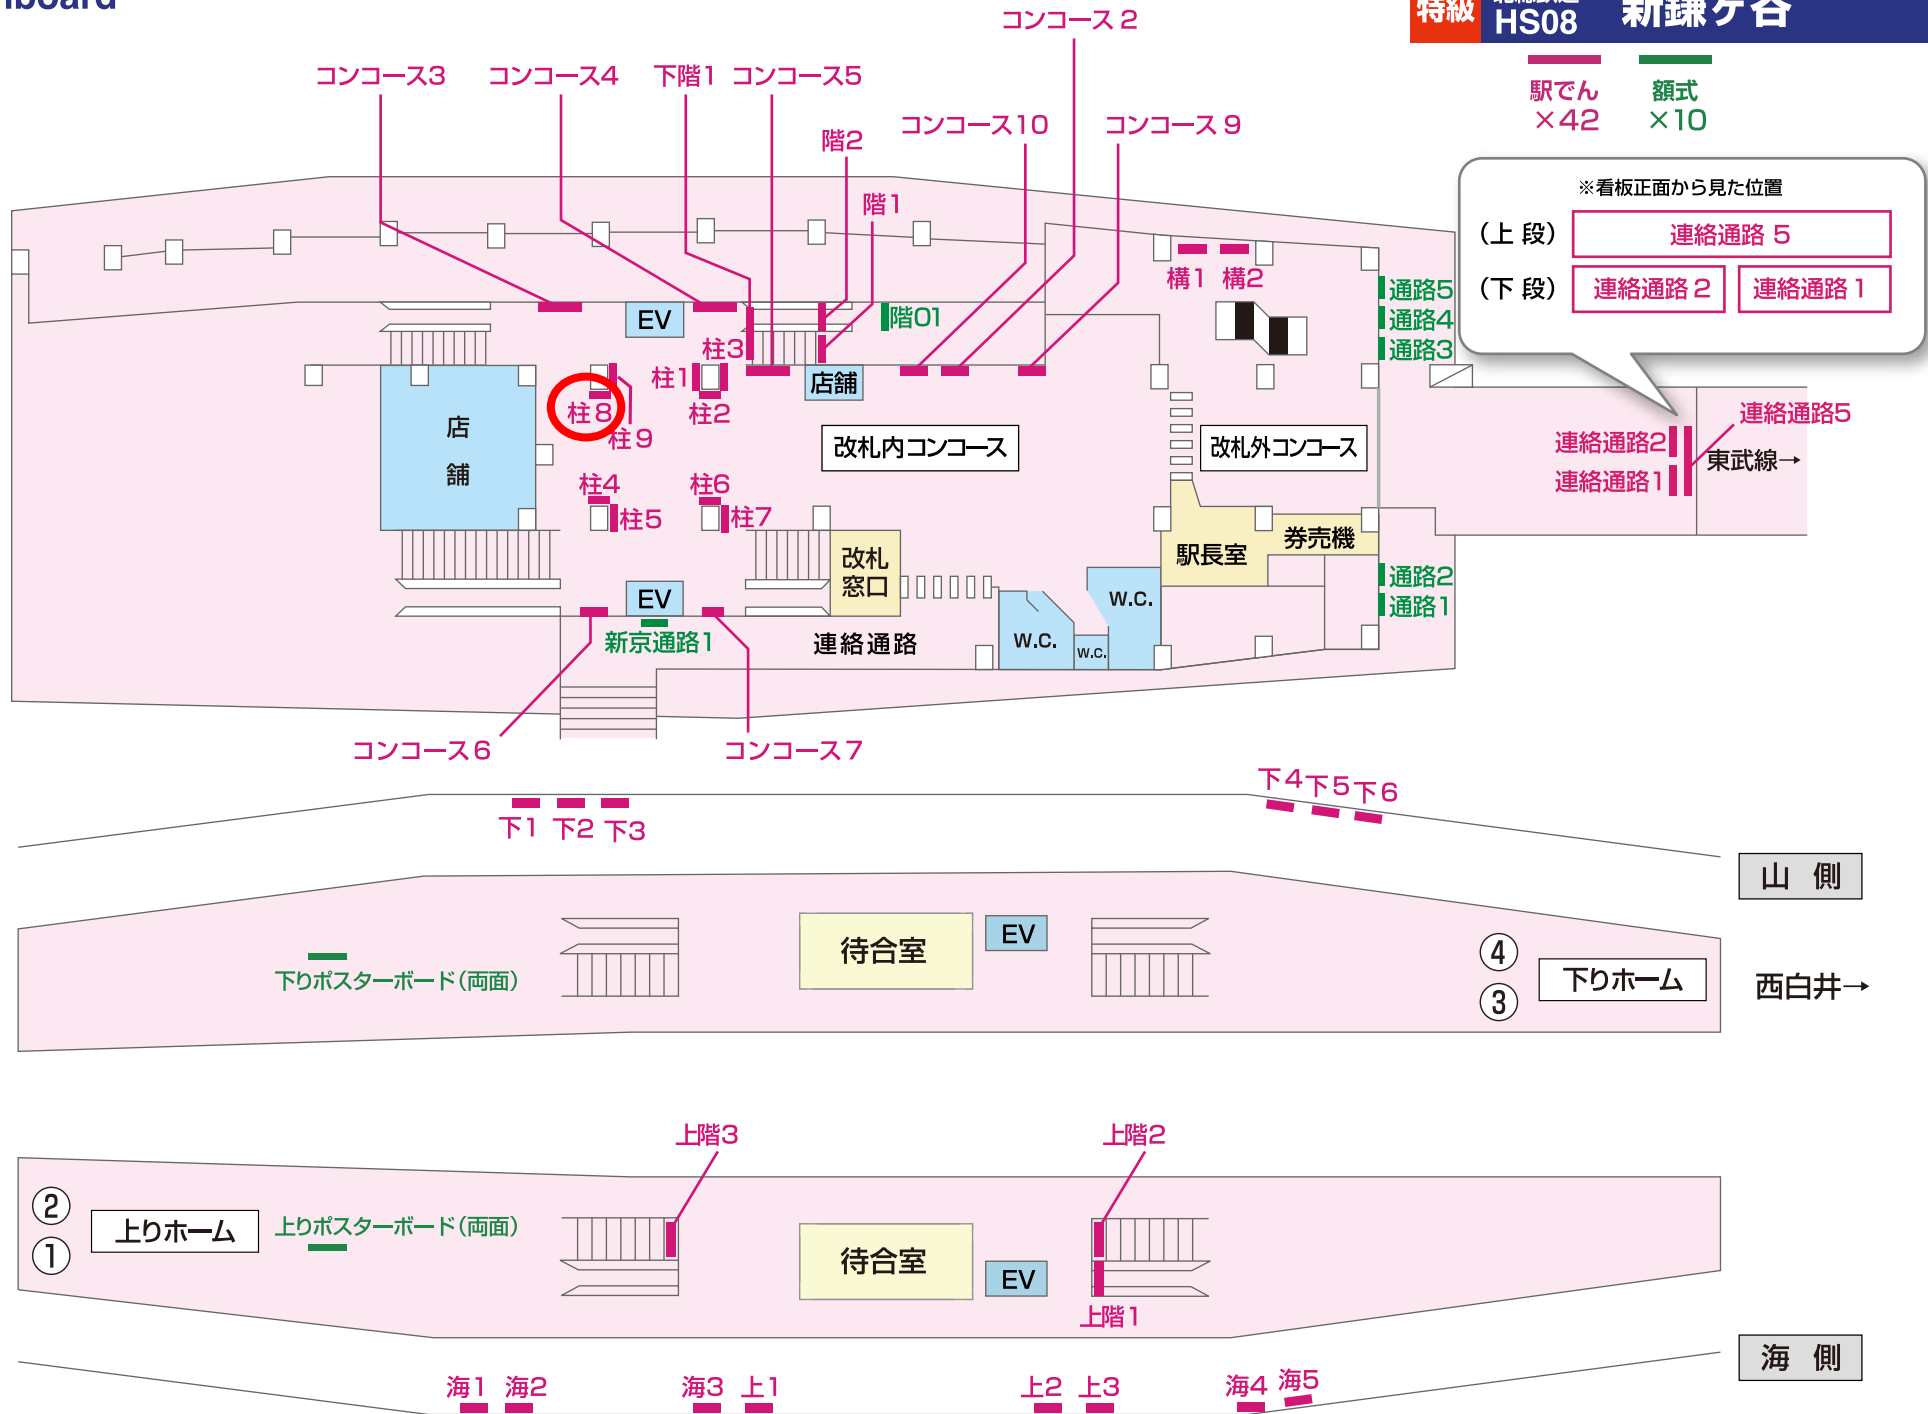 特級
HS08
新鎌ヶ谷
駅でん
×42
額式
×10
コンコース 2
コンコース3
コンコース4
下階1
コンコース5
階2
コンコース10
コンコース 9
階1
※看板正面から見た位置
(上 段)
連絡通路 5
(下 段)
連絡通路 2
連絡通路 1
構1
構2
通路5
通路4
通路3
EV
階01
柱3
店舗
柱1
柱2
柱8
柱9
店
舗
改札内コンコース
改札外コンコース
連絡通路5
連絡通路2
連絡通路1
東武線→
柱4
柱5
柱6
柱7
改札
窓口
駅長室
券売機
通路2
通路1
EV
新京通路1
連絡通路
W.C.
W.C.
W.C.
コンコース 6
コンコース 7
下1
下2
下3
下4
下5
下6
山 側
待合室
EV
下りポスターボード(両面)
④
③
下りホーム
西白井→
上階3
上階2
②
①
上りホーム
上りポスターボード(両面)
待合室
EV
上階1
海 側
海1
海2
海3
上1
上2
上3
海4
海5